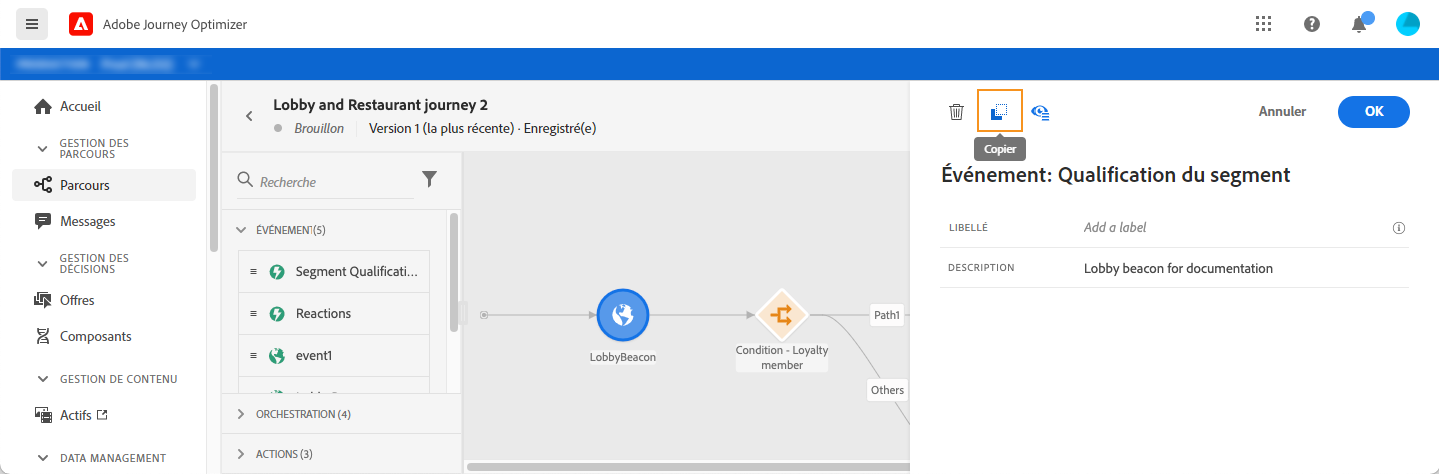 Adobe Journey Optimizer
Accueil
GESTION DES
PARCOURS
Parcours
Messages
GESTION DES
DÉCISIONS
Offres
Composants
GESTION DE CONTENU
Actifs
DATA MANAGEMENT
Lobby and Restaurant journey 2
Brouillon Version 1 (la plus récente) · Enregistré(e)
Recherche
ÉVÉNEMENT(5)
Segment Qualificati...
Reactions
event1
ORCHESTRATION (4)
ACTIONS (3)
LobbyBeacon
Condition - Loyalty
member
Path1
Others
Copier
Annuler
OK
Événement: Qualification du segment
LIBELLÉ Add a label
DESCRIPTION Lobby beacon for documentation